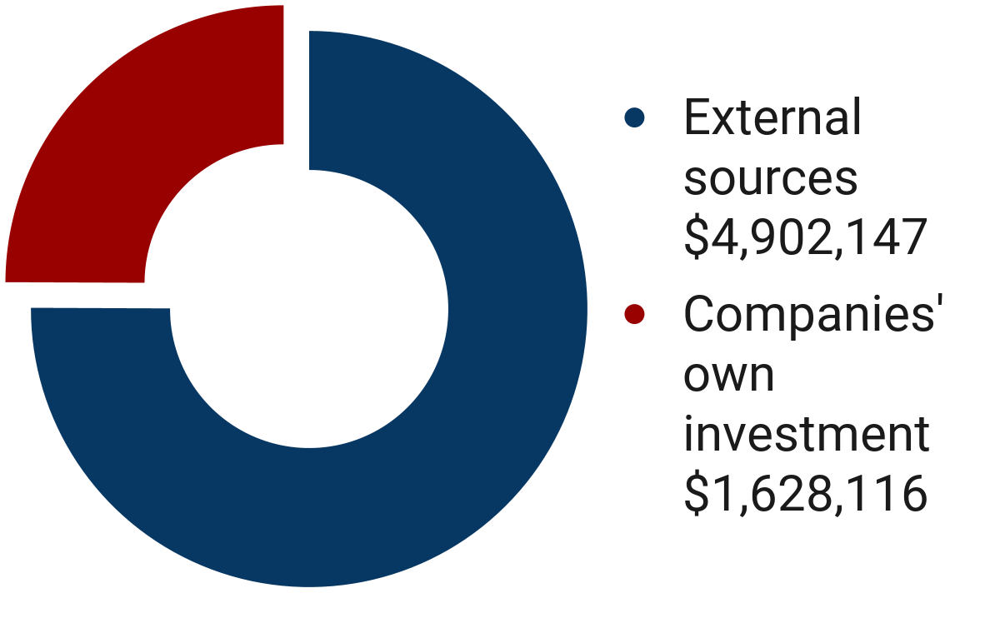 External
sources
$4,902,147
Companies'
own
investment
$1,628,116